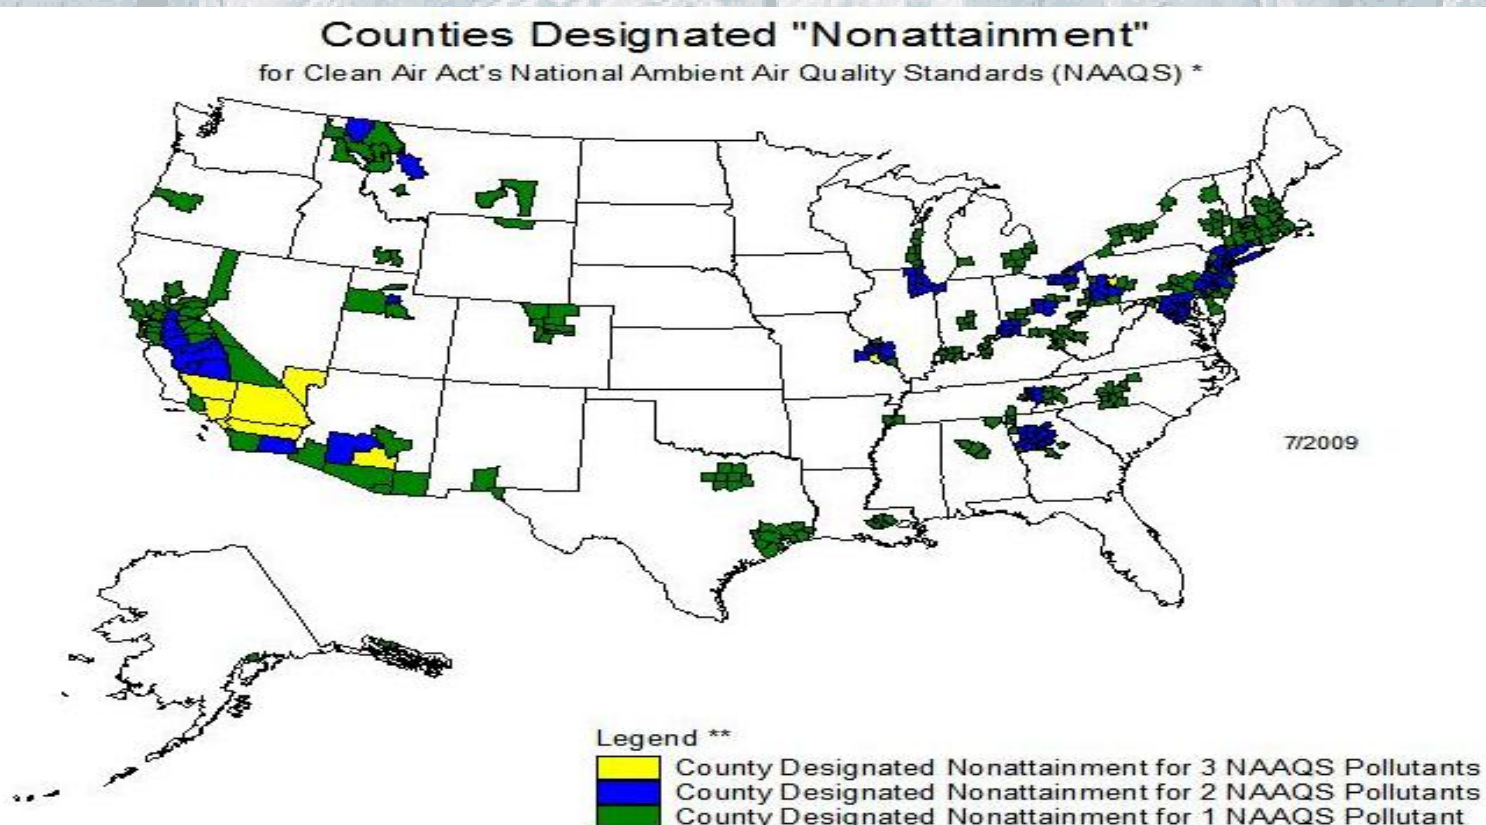 Counties Designated "Nonattainment"
for Clean Air Act's National Ambient Air Quality Standards (NAAQS) *
7/2009
Legend **
County Designated Nonattainment for 3 NAAQS Pollutants
County Designated Nonattainment for 2 NAAQS Pollutants
County Designated Nonattainment for 1 NAAQS Pollutant